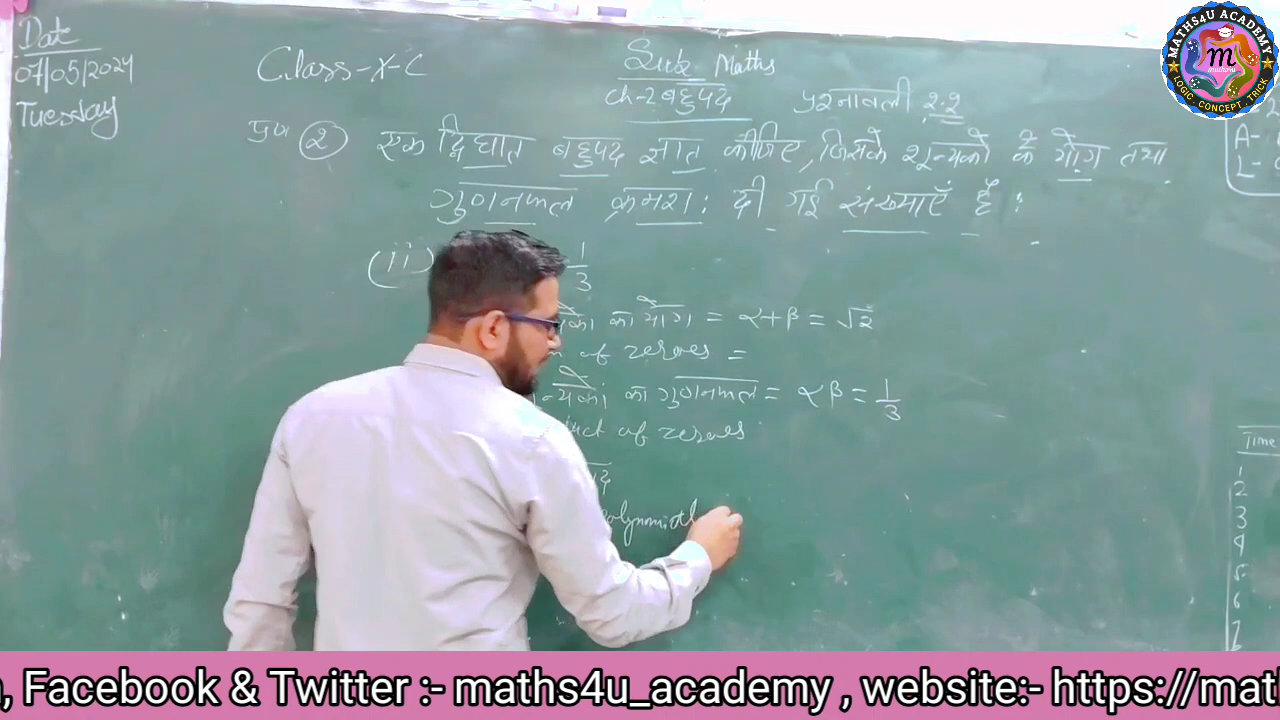 Date
07/05/2024
Tuesday
Class-X-C
Sub: Maths
ch-2 बहुपद
प्रश्नावली 2.2
प्रश्न २ एक द्विघात बहुपद ज्ञात कीजिए, जिसके शून्यकों के योग तथा
गुणनफल क्रमशः दी गई संख्याएँ हैं :
(ii) 1/3
का योग = α+β = √2
of zeroes =
का गुणनफल = αβ = 1/3
of zeroes
polynomial
A-
L-
Time
1
2
3
4
5
6
7
MATHS4U ACADEMY
m
maths4u
LOGIC . CONCEPT . TRICK
, Facebook & Twitter :- maths4u_academy , website:- https://mat